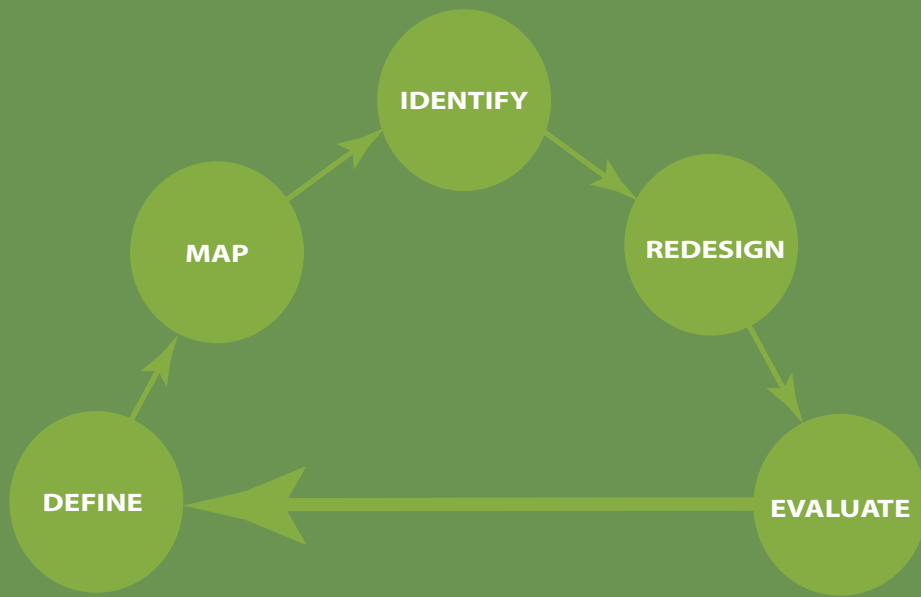 IDENTIFY
MAP
REDESIGN
DEFINE
EVALUATE